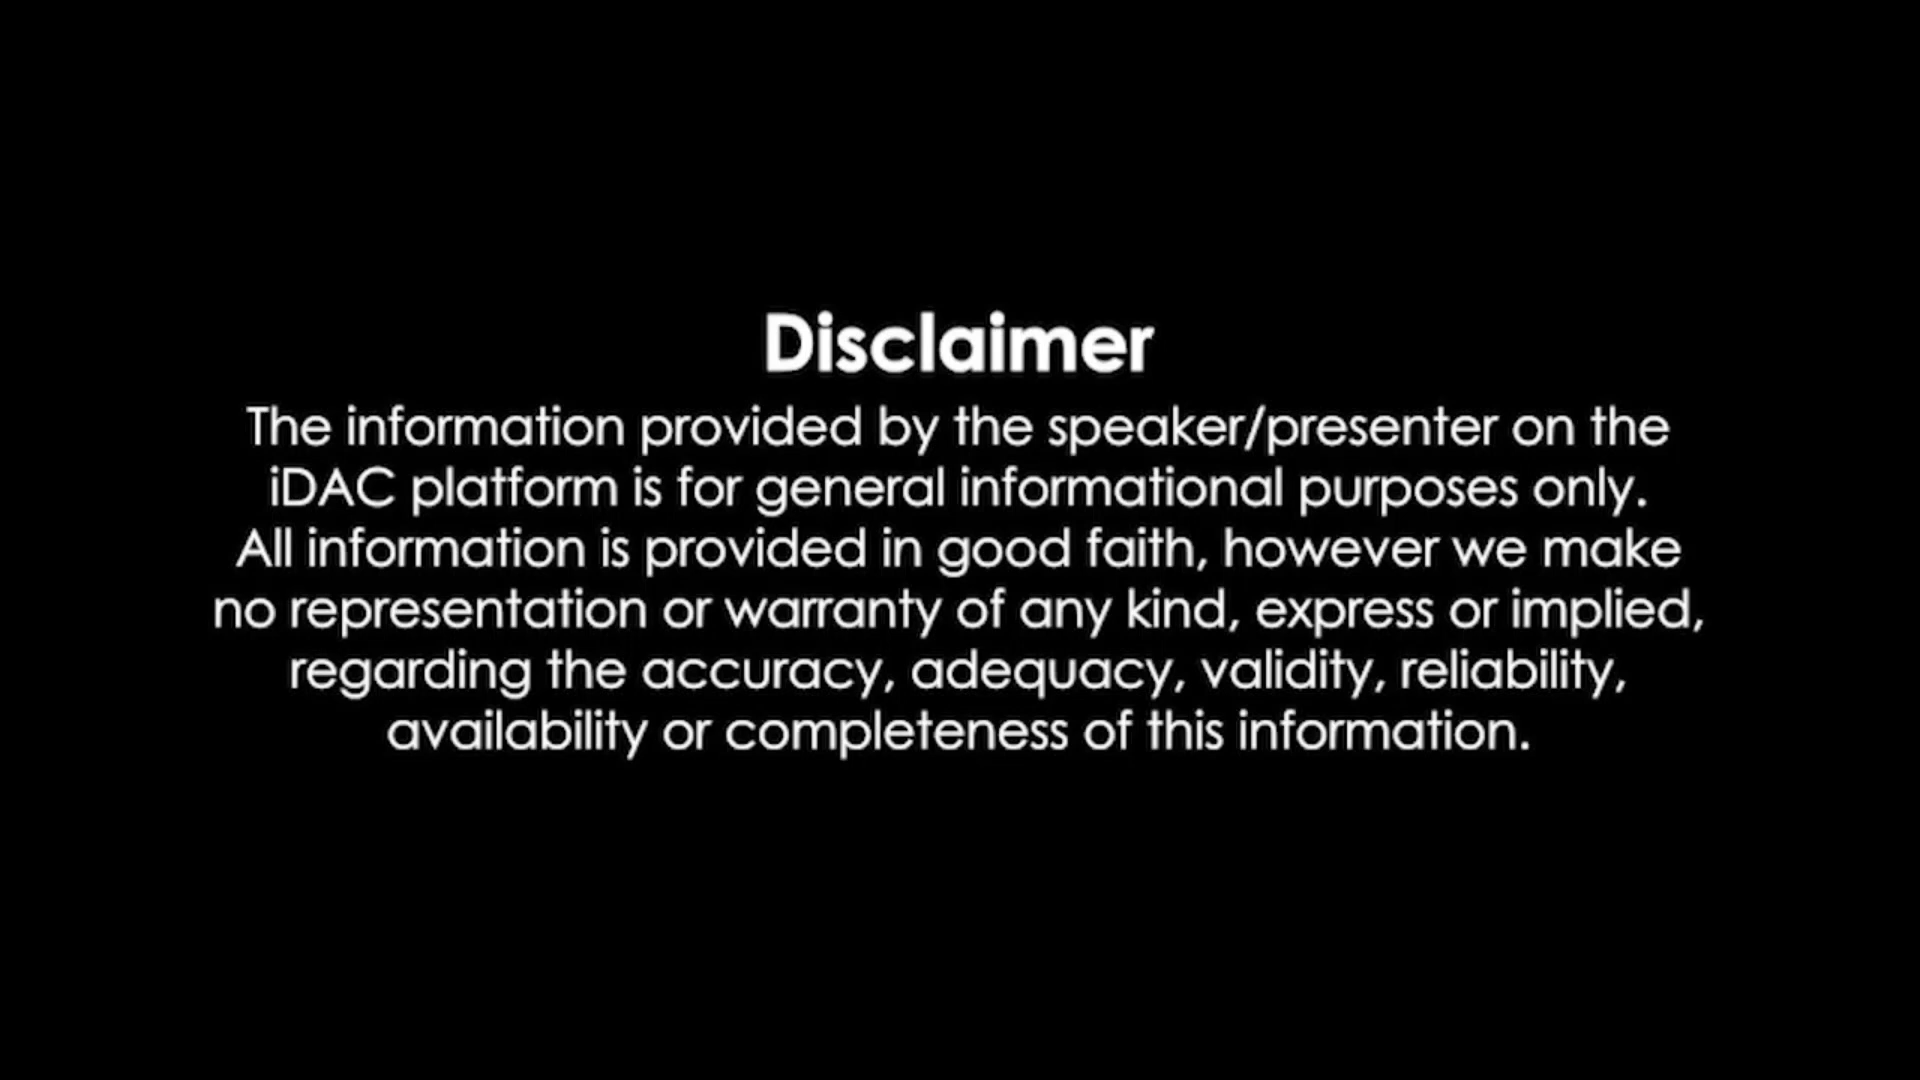 Disclaimer
The information provided by the speaker/presenter on the
iDAC platform is for general informational purposes only.
All information is provided in good faith, however we make
no representation or warranty of any kind, express or implied,
regarding the accuracy, adequacy, validity, reliability,
availability or completeness of this information.